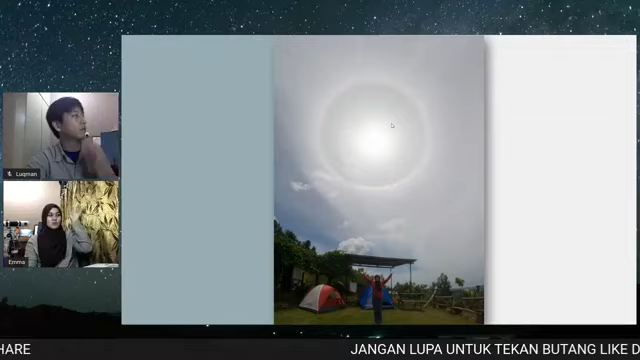 Luqman
Emma
HARE
JANGAN LUPA UNTUK TEKAN BUTANG LIKE D